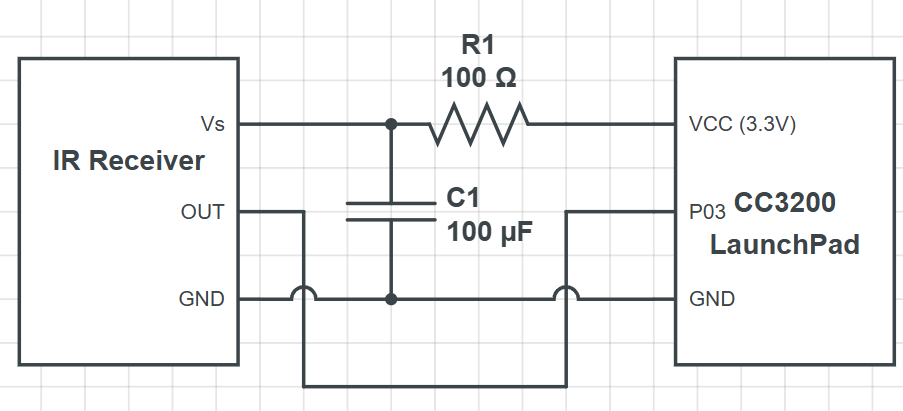 R1
100 Ω
Vs
VCC (3.3V)
IR Receiver
C1
100 µF
OUT
P03
CC3200
LaunchPad
GND
GND